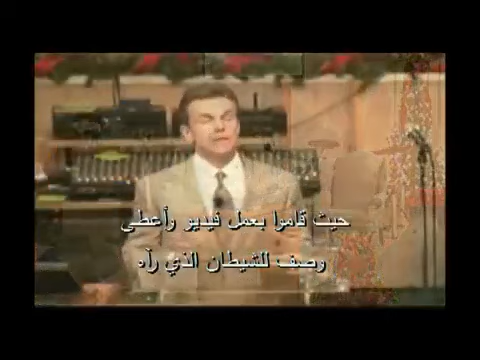 حيث قاموا بعمل فيديو وأعطى
وصف للشيطان الذي رآه